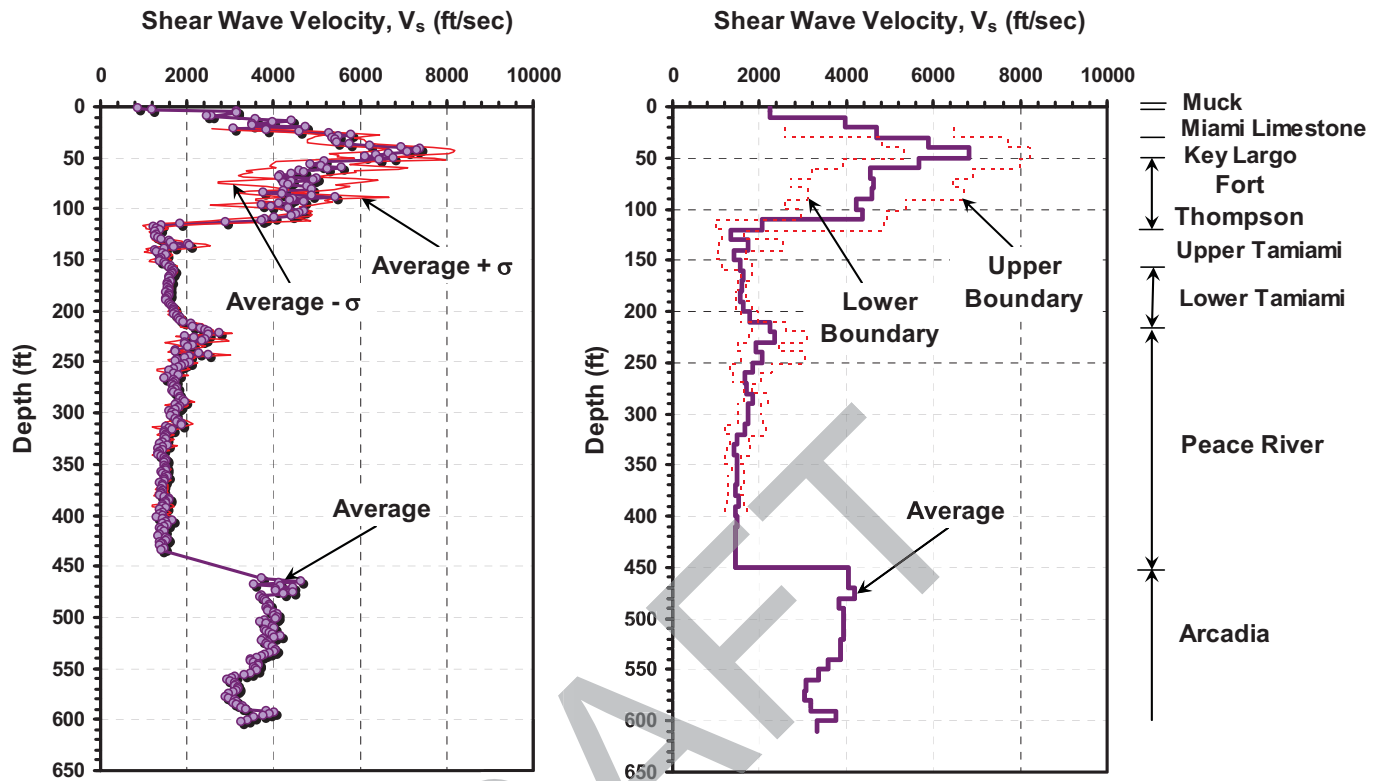 Shear Wave Velocity, Vs (ft/sec)
0 2000 4000 6000 8000 10000
0
50
100
150
200
250
300
350
400
450
500
550
600
650
Depth (ft)
Average + σ
Average - σ
Average
Shear Wave Velocity, Vs (ft/sec)
0 2000 4000 6000 8000 10000
0
50
100
150
200
250
300
350
400
450
500
550
600
650
Depth (ft)
Lower
Boundary
Upper
Boundary
Average
Muck
Miami Limestone
Key Largo
Fort
Thompson
Upper Tamiami
Lower Tamiami
Peace River
Arcadia
AFT